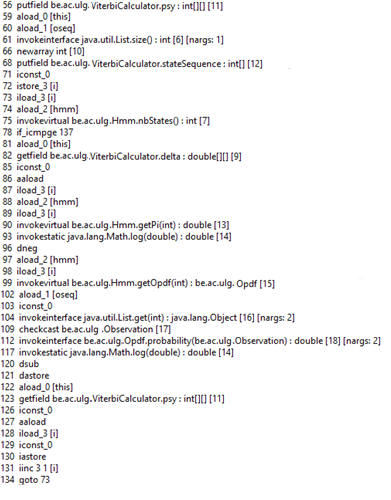 56 putfield be.ac.ulg. ViterbiCalculator.psy : int[][] [11]
59 aload_0 [this]
60 aload_1 [oseq]
61 invokeinterface java.util.List.size() : int [6] [nargs: 1]
66 newarray int [10]
68 putfield be.ac.ulg. ViterbiCalculator.stateSequence : int[] [12]
71 iconst_0
72 istore_3 [i]
73 iload_3 [i]
74 aload_2 [hmm]
75 invokevirtual be.ac.ulg. Hmm.nbStates() : int [7]
78 if_icmpge 137
81 aload_0 [this]
82 getfield be.ac.ulg. ViterbiCalculator.delta : double[][] [9]
85 iconst_0
86 aaload
87 iload_3 [i]
88 aload_2 [hmm]
89 iload_3 [i]
90 invokevirtual be.ac.ulg. Hmm.getPi(int) : double [13]
93 invokestatic java.lang.Math.log(double) : double [14]
96 dneg
97 aload_2 [hmm]
98 iload_3 [i]
99 invokevirtual be.ac.ulg. Hmm.getOpdf(int) : be.ac.ulg. Opdf [15]
102 aload_1 [oseq]
103 iconst_0
104 invokeinterface java.util.List.get(int) : java.lang.Object [16] [nargs: 2]
109 checkcast be.ac.ulg .Observation [17]
112 invokeinterface be.ac.ulg. Opdf.probability(be.ac.ulg. Observation) : double [18] [nargs: 2]
117 invokestatic java.lang.Math.log(double) : double [14]
120 dsub
121 dastore
122 aload_0 [this]
123 getfield be.ac.ulg. ViterbiCalculator.psy : int[][] [11]
126 iconst_0
127 aaload
128 iload_3 [i]
129 iconst_0
130 iastore
131 iinc 3 1 [i]
134 goto 73